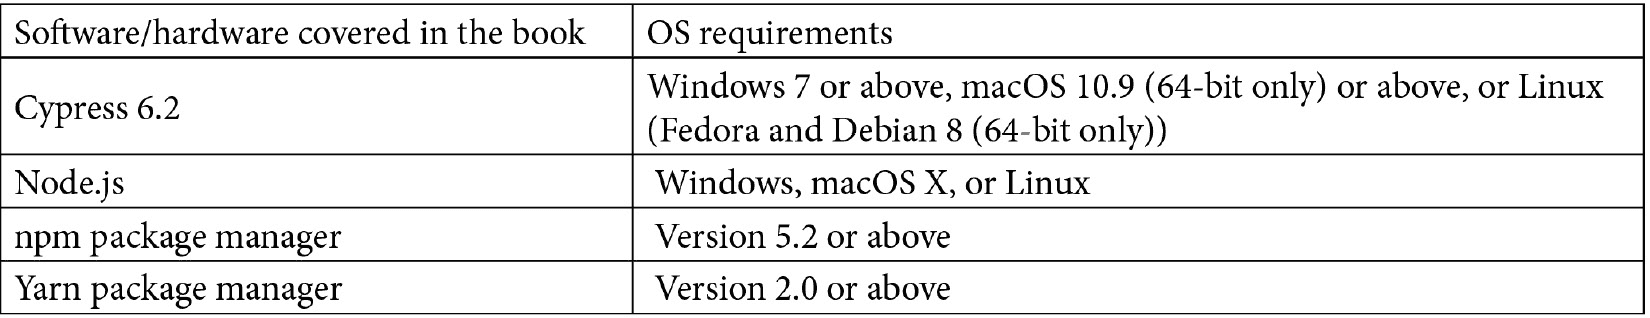 Software/hardware covered in the book OS requirements
Cypress 6.2 Windows 7 or above, macOS 10.9 (64-bit only) or above, or Linux
(Fedora and Debian 8 (64-bit only))
Node.js Windows, macOS X, or Linux
npm package manager Version 5.2 or above
Yarn package manager Version 2.0 or above